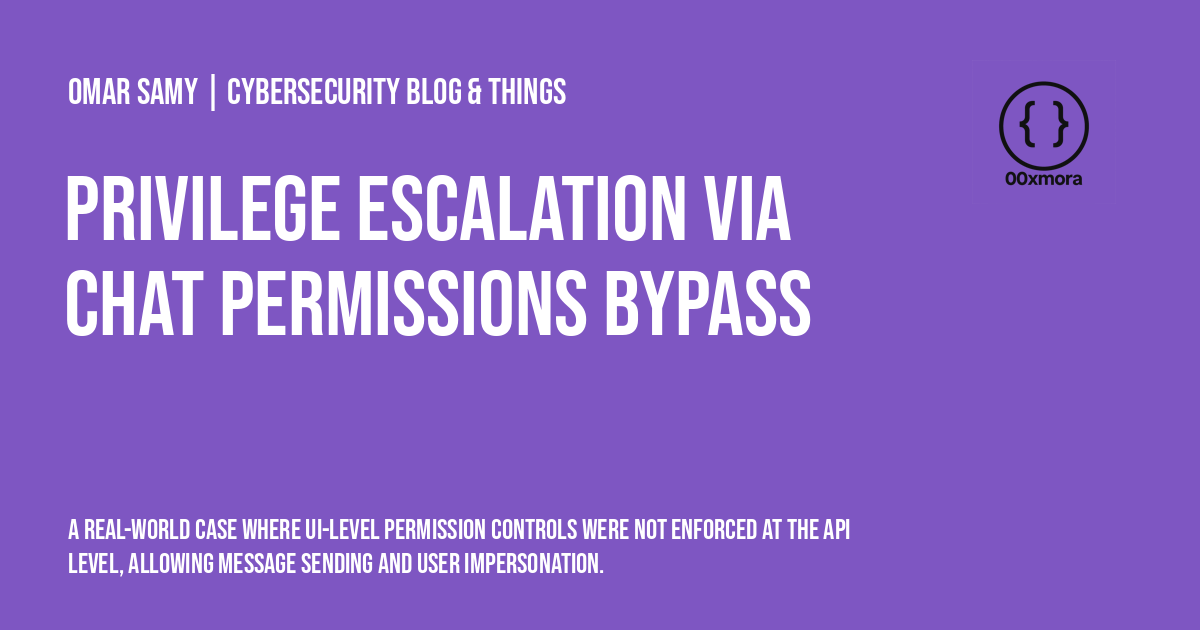 OMAR SAMY | CYBERSECURITY BLOG & THINGS
{ }
00xmora
PRIVILEGE ESCALATION VIA
CHAT PERMISSIONS BYPASS
A REAL-WORLD CASE WHERE UI-LEVEL PERMISSION CONTROLS WERE NOT ENFORCED AT THE API
LEVEL, ALLOWING MESSAGE SENDING AND USER IMPERSONATION.